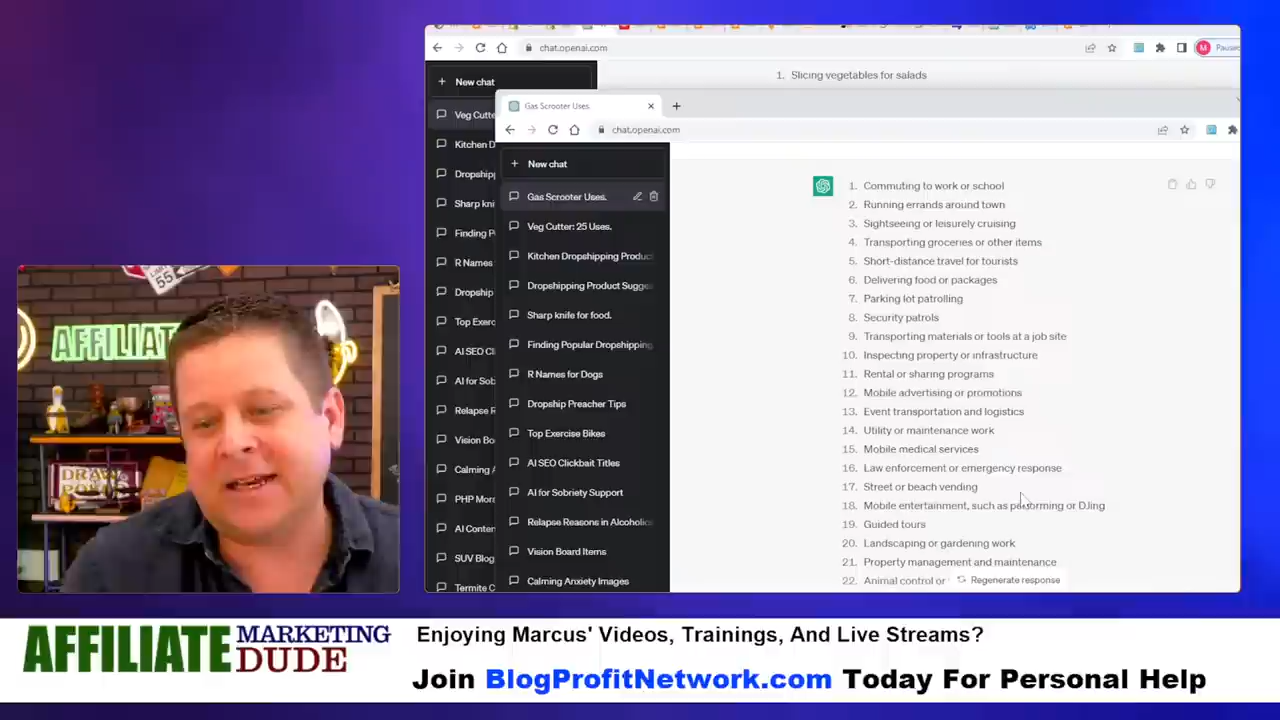 chat.openai.com
Paused
New chat
1. Slicing vegetables for salads
Veg Cutte
Kitchen D
Dropshipp
Sharp kni
Finding P
R Names
Dropship
Top Exerc
AI SEO Cl
AI for Sob
Relapse R
Vision Bo
Calming A
PHP Mora
AI Conten
SUV Blog
Termite C
Gas Scrooter Uses.
chat.openai.com
New chat
Gas Scrooter Uses.
Veg Cutter: 25 Uses.
Kitchen Dropshipping Product
Dropshipping Product Sugge
Sharp knife for food.
Finding Popular Dropshipping
R Names for Dogs
Dropship Preacher Tips
Top Exercise Bikes
AI SEO Clickbait Titles
AI for Sobriety Support
Relapse Reasons in Alcoholic
Vision Board Items
Calming Anxiety Images
1. Commuting to work or school
2. Running errands around town
3. Sightseeing or leisurely cruising
4. Transporting groceries or other items
5. Short-distance travel for tourists
6. Delivering food or packages
7. Parking lot patrolling
8. Security patrols
9. Transporting materials or tools at a job site
10. Inspecting property or infrastructure
11. Rental or sharing programs
12. Mobile advertising or promotions
13. Event transportation and logistics
14. Utility or maintenance work
15. Mobile medical services
16. Law enforcement or emergency response
17. Street or beach vending
18. Mobile entertainment, such as performing or DJing
19. Guided tours
20. Landscaping or gardening work
21. Property management and maintenance
22. Animal control or
Regenerate response
AFFILIAT
55
DRAW
AFFILIATE MARKETING DUDE
Enjoying Marcus' Videos, Trainings, And Live Streams?
Join BlogProfitNetwork.com Today For Personal Help